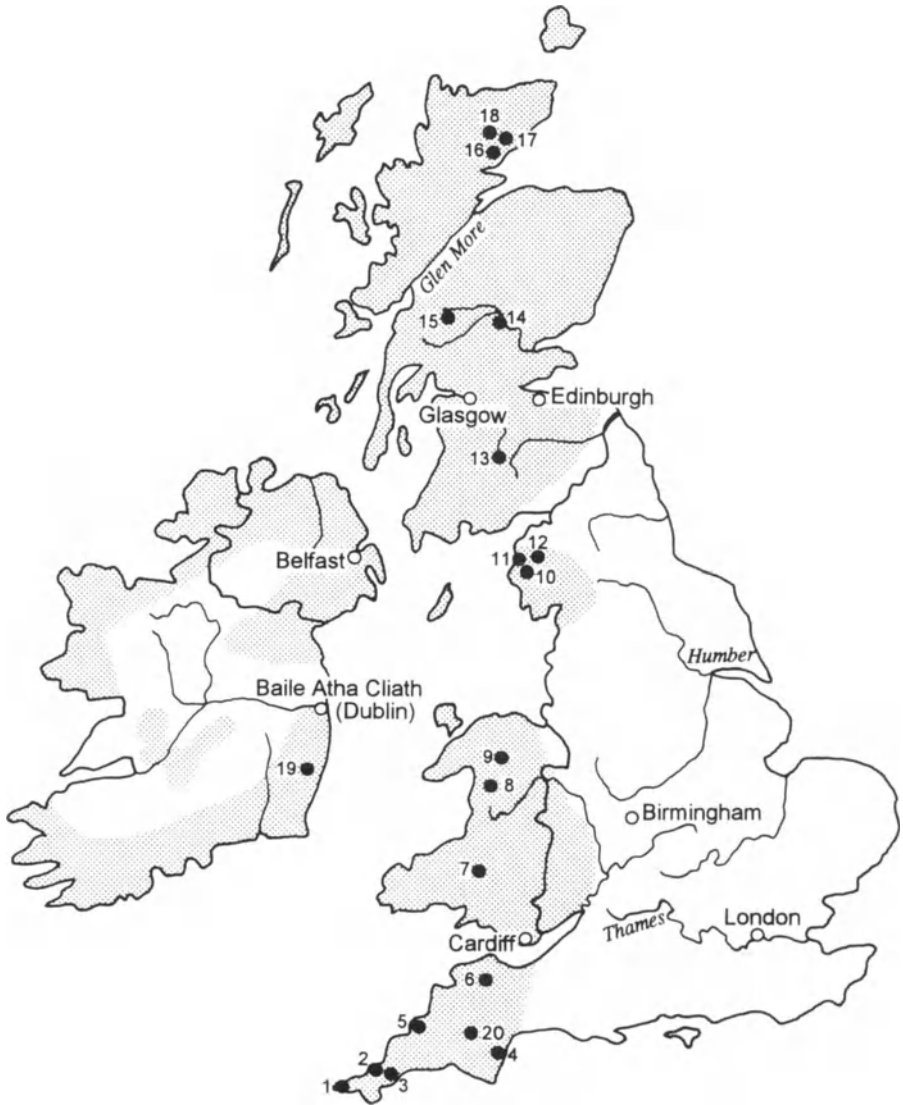 18
17
16
Glen More
15
14
Edinburgh
Glasgow
13
12
11
10
Belfast
Humber
Baile Atha Cliath
(Dublin)
19
9
8
Birmingham
7
London
Thames
Cardiff
6
5
20
4
2
3
1